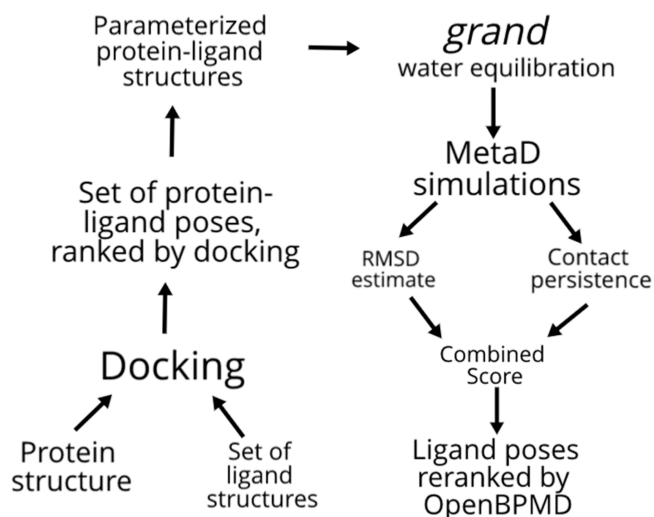 Parameterized
protein-ligand
structures
grand
water equilibration
MetaD
simulations
Set of protein-
ligand poses,
ranked by docking
RMSD
estimate
Contact
persistence
Docking
Combined
Score
Protein
structure
Set of
ligand
structures
Ligand poses
reranked by
OpenBPMD